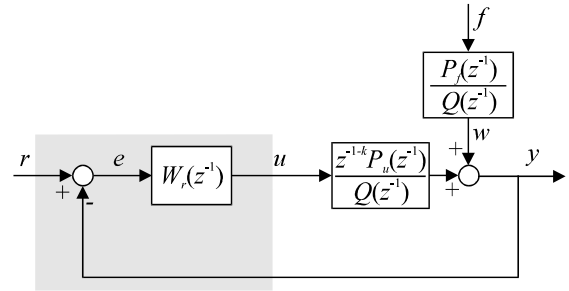 f
P_f(z^{-1})
Q(z^{-1})
w
r
e
W_r(z^{-1})
u
z^{-1-k}P_u(z^{-1})
Q(z^{-1})
y
+
-
+
+